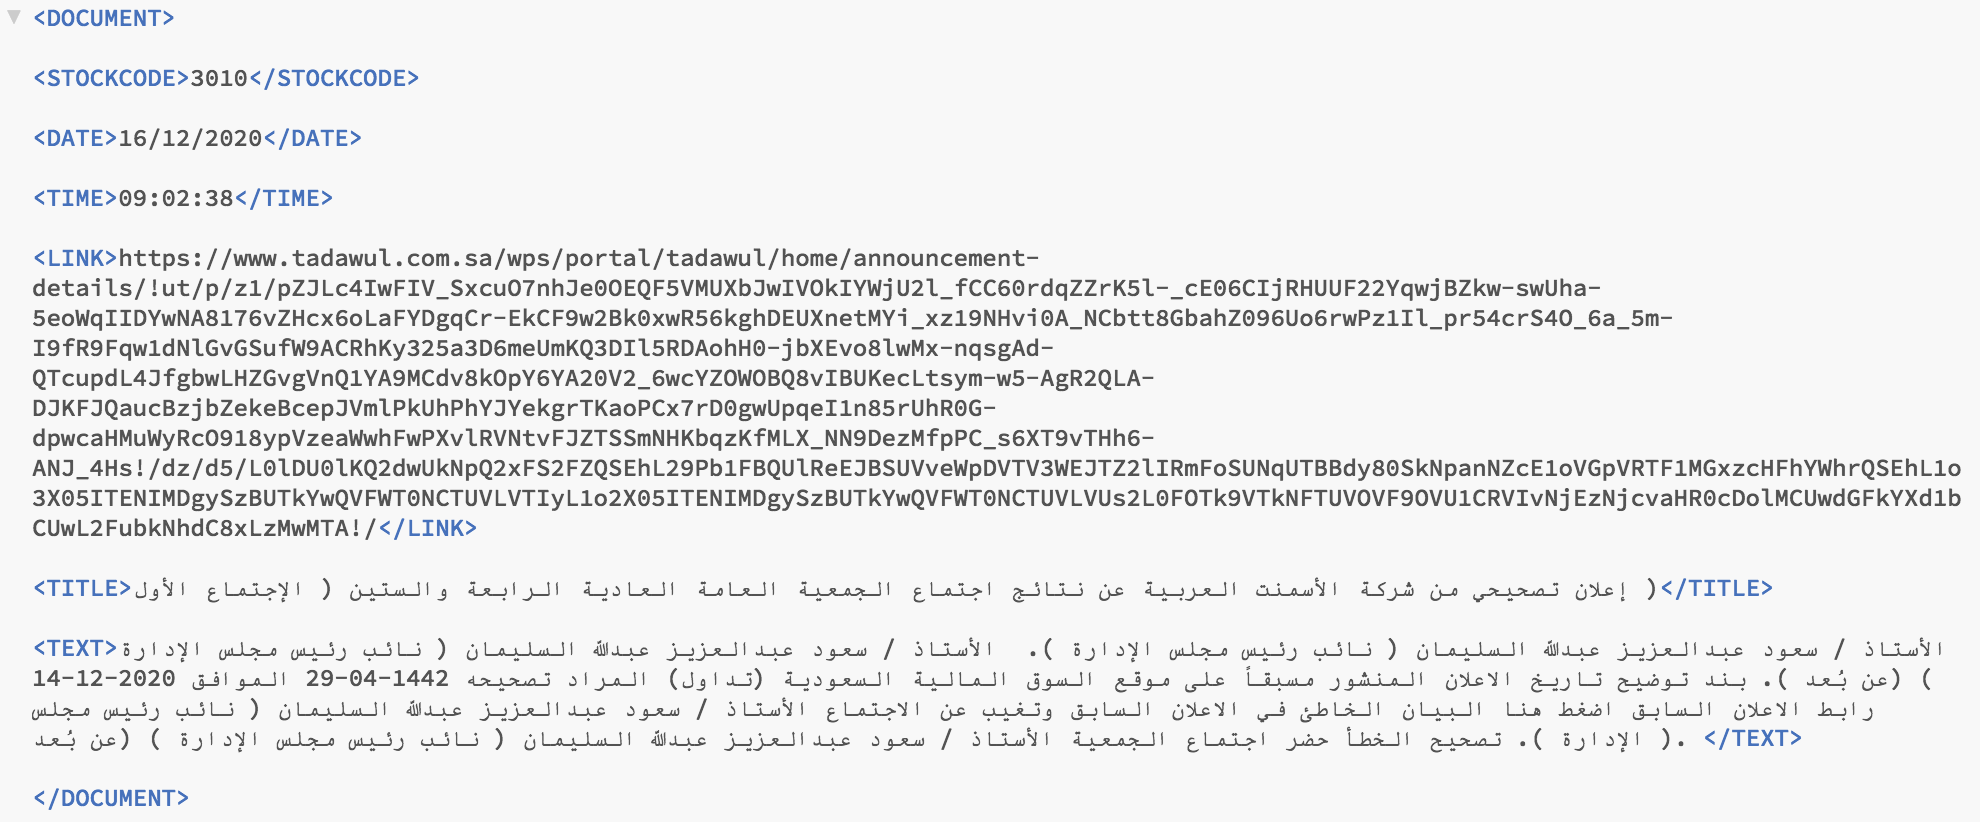 <DOCUMENT>
<STOCKCODE>3010</STOCKCODE>
<DATE>16/12/2020</DATE>
<TIME>09:02:38</TIME>
<LINK>https://www.tadawul.com.sa/wps/portal/tadawul/home/announcement-
details/!ut/p/z1/pZJLc4IwFIV_SxcuO7nhJe0OEQF5VMUXbJwIVOkIYWjU2l_fCC60rdqZZrK5l-_cE06CIjRHUUF22YqwjBZkw-swUha-
5eoWqIIDYwNA8176vZHcx6oLaFYDgqCr-EkCF9w2Bk0xwR56kghDEUXnetMYi_xz19NHvi0A_NCbtt8GbahZ096Uo6rwPz1Il_pr54crS4O_6a_5m-
I9fR9Fqw1dNlGvGSufW9ACRhKy325a3D6meUmKQ3DIl5RDAohH0-jbXEvo8lwMx-nqsgAd-
QTcupdL4JfgbwLHZGvgVnQ1YA9MCdv8kOpY6YA20V2_6wcYZOWOBQ8vIBUKecLtsym-w5-AgR2QLA-
DJKFJQaucBzjbZekeBcepJVmlPkUhPhYJYekgrTKaoPCx7rD0gwUpqeI1n85rUhR0G-
dpwcaHMuWyRcO918ypVzeaWwhFwPXvlRVNtvFJZTSSmNHKbqzKfMLX_NN9DezMfpPC_s6XT9vTHh6-
ANJ_4Hs!/dz/d5/L0lDU0lKQ2dwUkNpQ2xFS2FZQSEhL29Pb1FBQUlReEJBSUVveWpDVTV3WEJTZ2lIRmFoSUNqUTBBdy80SkNpanNZcE1oVGpVRTF1MGxzcHFhYWhrQSEhL1o
3X05ITENIMDgySzBUTkYwQVFWT0NCTUVLVTIyL1o2X05ITENIMDgySzBUTkYwQVFWT0NCTUVLVUs2L0FOTk9VTkNFTUVOVF9OVU1CRVIvNjEzNjcvaHR0cDolMCUwdGFkYXd1b
CUwL2FubkNhdC8xLzMwMTA!/</LINK>
<TITLE>إعلان تصحيحي من شركة الأسمنت العربية عن نتائج اجتماع الجمعية العامة العادية الرابعة والستين ( الإجتماع الأول )</TITLE>
<TEXT>الأستاذ / سعود عبدالعزيز عبدالله السليمان ( نائب رئيس مجلس الإدارة ).  الأستاذ / سعود عبدالعزيز عبدالله السليمان ( نائب رئيس مجلس الإدارة
) (عن بُعد ). بند توضيح تاريخ الاعلان المنشور مسبقاً على موقع السوق المالية السعودية (تداول) المراد تصحيحه 1442-04-29 الموافق 2020-12-14
رابط الاعلان السابق اضغط هنا البيان الخاطئ في الاعلان السابق وتغيب عن الاجتماع الأستاذ / سعود عبدالعزيز عبدالله السليمان ( نائب رئيس مجلس
الإدارة ). تصحيح الخطأ حضر اجتماع الجمعية الأستاذ / سعود عبدالعزيز عبدالله السليمان ( نائب رئيس مجلس الإدارة ) (عن بُعد ). </TEXT>
</DOCUMENT>